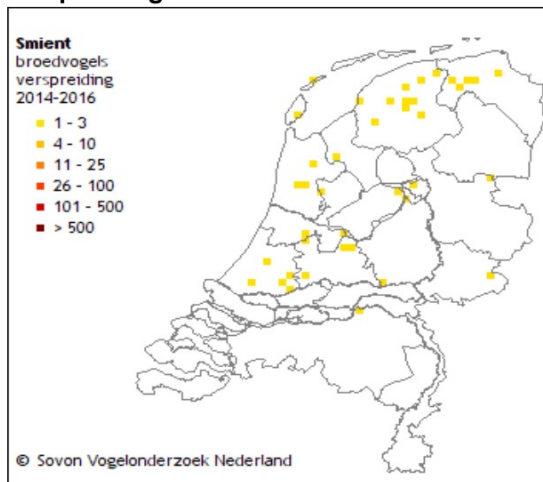 Smient
broedvogels
verspreiding
2014-2016
1 - 3
4 - 10
11 - 25
26 - 100
101 - 500
> 500
© Sovon Vogelonderzoek Nederland